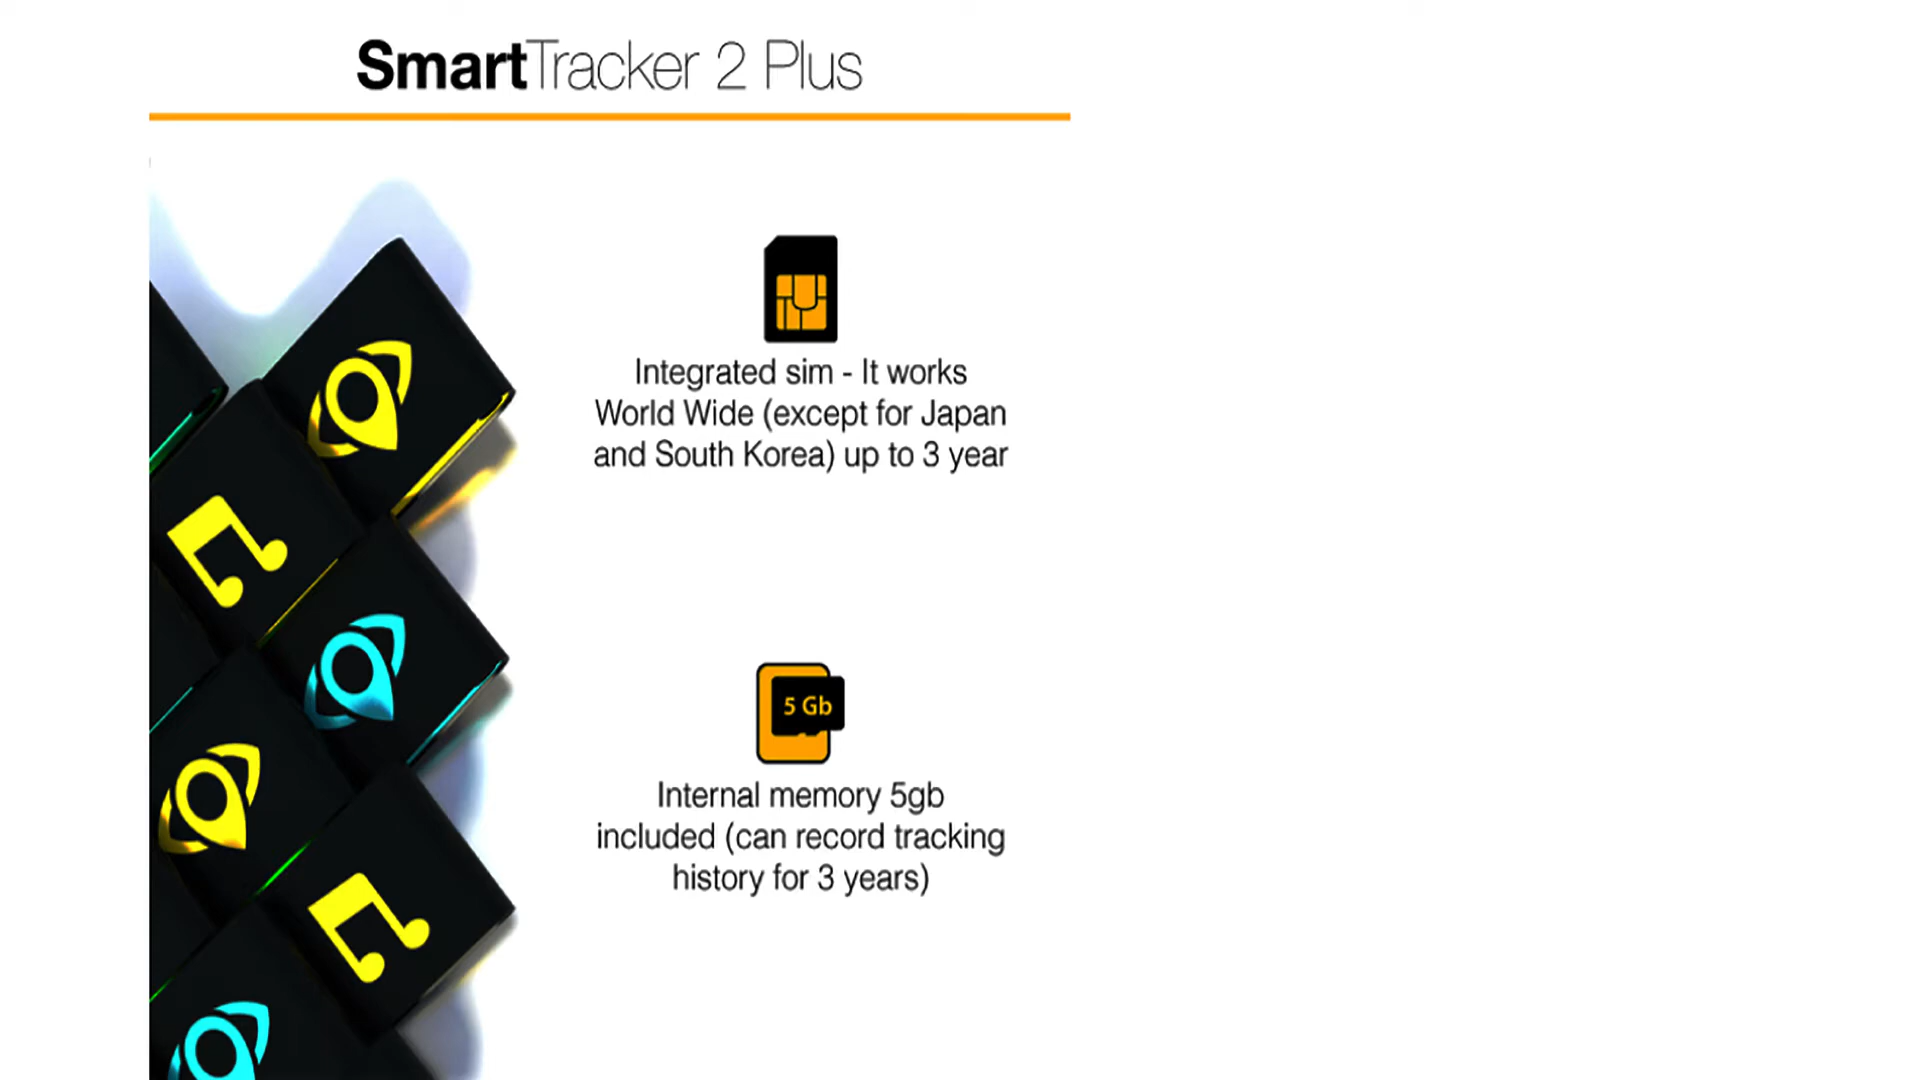 SmartTracker 2 Plus
Integrated sim - It works
World Wide (except for Japan
and South Korea) up to 3 year
5 Gb
Internal memory 5gb
included (can record tracking
history for 3 years)